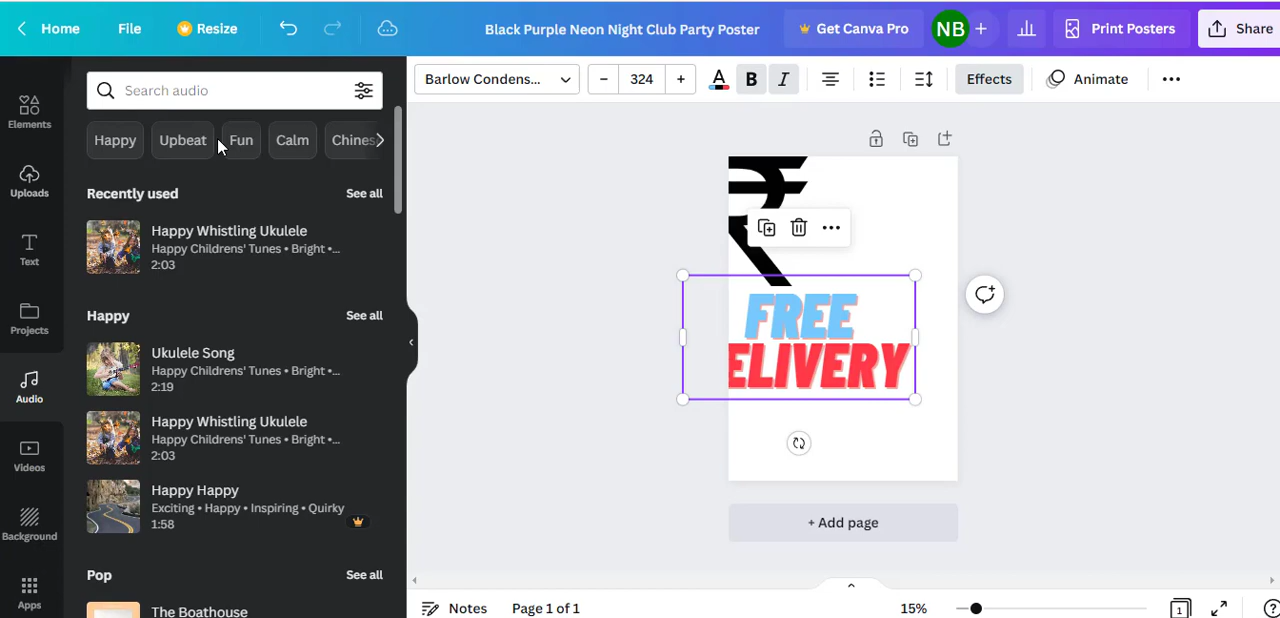 Home File Resize Black Purple Neon Night Club Party Poster Get Canva Pro NB + Print Posters Share
Search audio
Barlow Condens... − 324 + A B I Effects Animate ...
Happy Upbeat Fun Calm Chines
Recently used See all
Happy Whistling Ukulele
Happy Childrens' Tunes • Bright •...
2:03
Happy See all
Ukulele Song
Happy Childrens' Tunes • Bright •...
2:19
Happy Whistling Ukulele
Happy Childrens' Tunes • Bright •...
2:03
Happy Happy
Exciting • Happy • Inspiring • Quirky
1:58
Pop See all
The Boathouse
Elements
Uploads
Text
Projects
Audio
Videos
Background
Apps
₹
FREE
ELIVERY
+ Add page
Notes Page 1 of 1 15% 1 ?